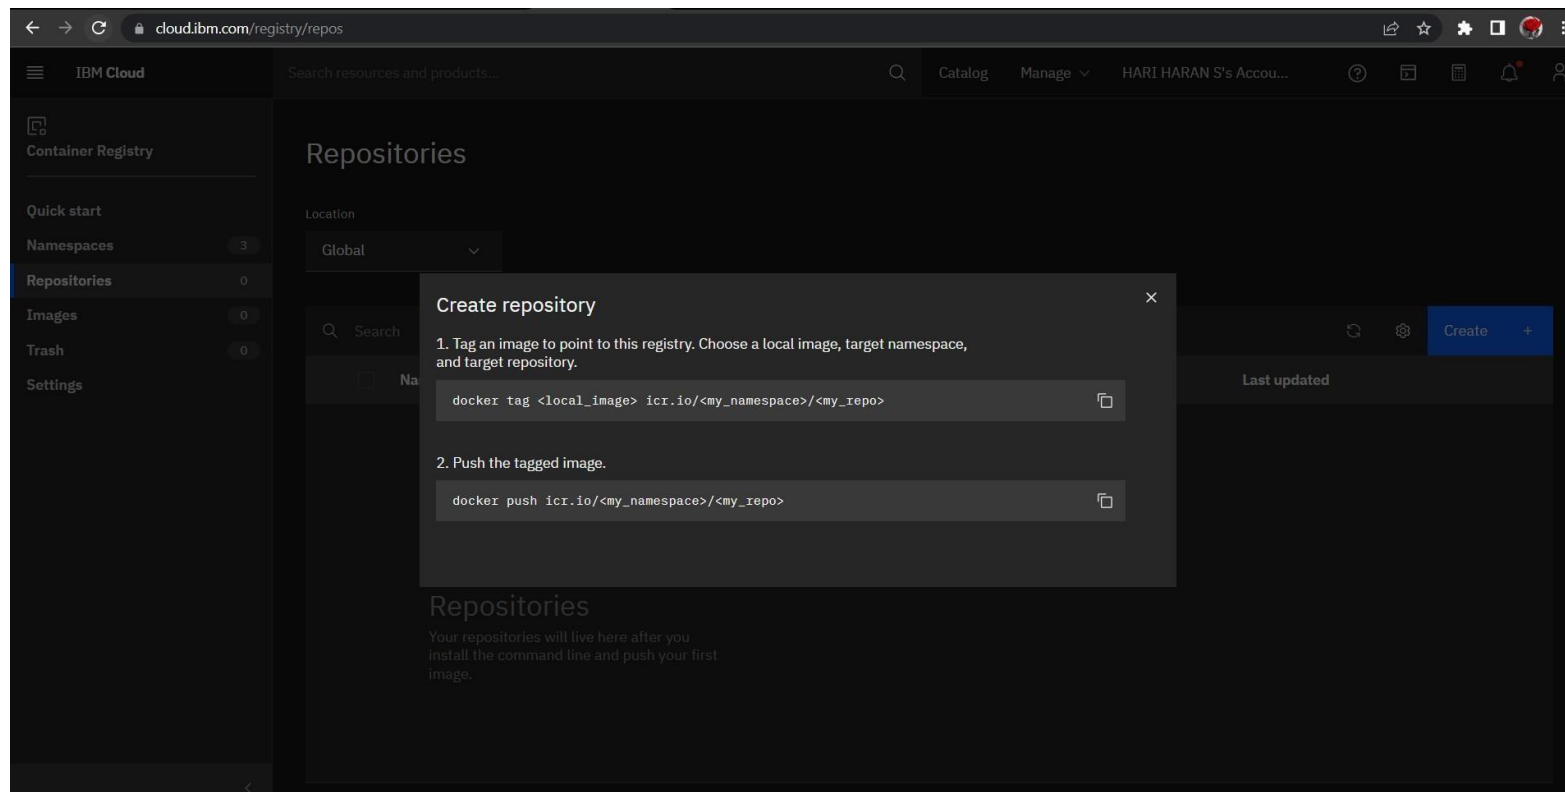 cloud.ibm.com/registry/repos
IBM Cloud
Search resources and products...
Catalog
Manage
HARI HARAN S's Accou...
Container Registry
Quick start
Namespaces 3
Repositories 0
Images 0
Trash 0
Settings
Repositories
Location
Global
Search
Create +
Na
Last updated
Create repository
1. Tag an image to point to this registry. Choose a local image, target namespace,
and target repository.
docker tag <local_image> icr.io/<my_namespace>/<my_repo>
2. Push the tagged image.
docker push icr.io/<my_namespace>/<my_repo>
Repositories
Your repositories will live here after you
install the command line and push your first
image.